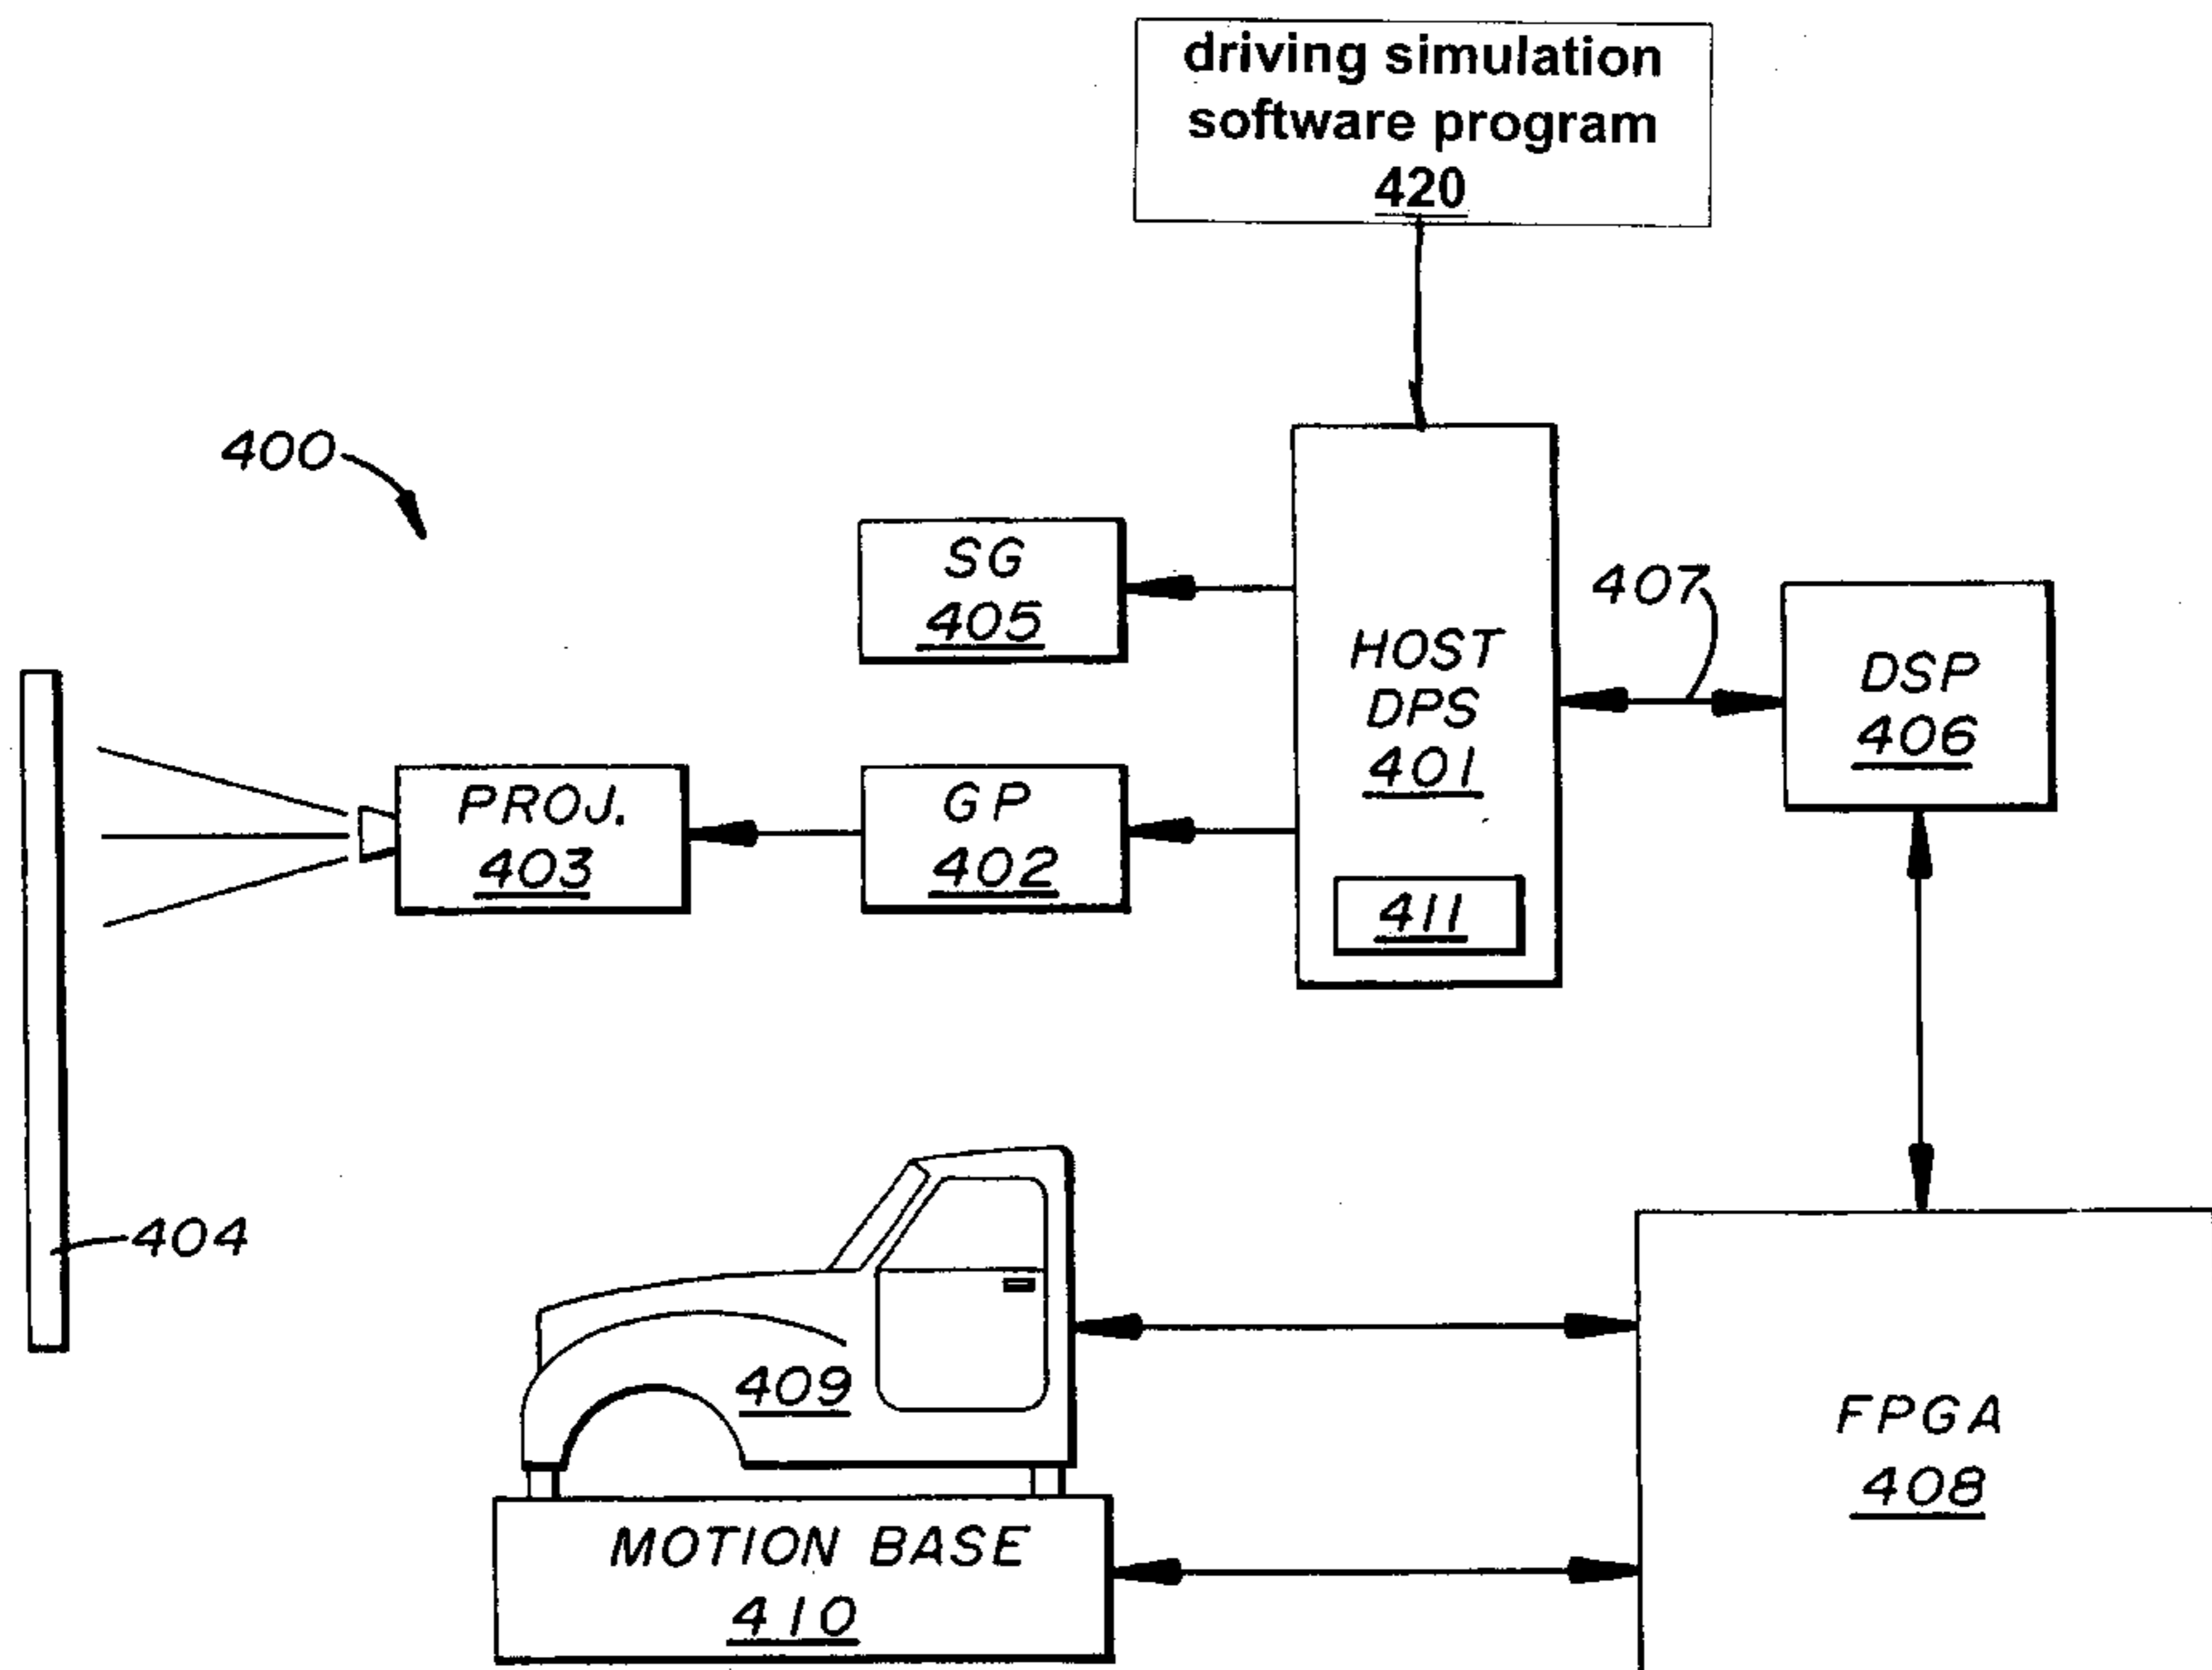 driving simulation
software program
420
400
SG
405
407
HOST
DPS
401
DSP
406
PROJ.
403
GP
402
411
404
409
FPGA
408
MOTION BASE
410